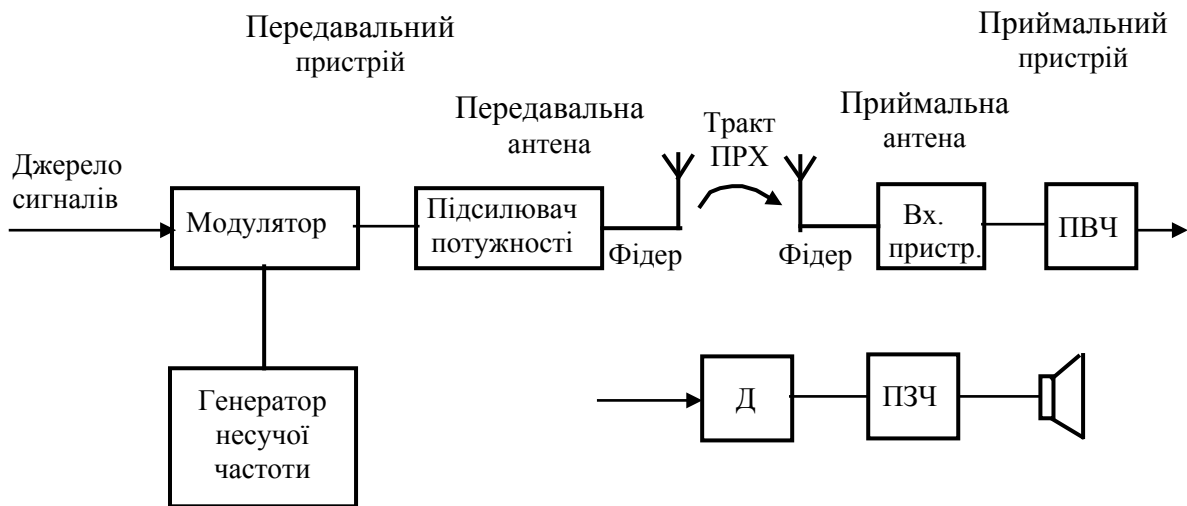 Передавальний
пристрій
Приймальний
пристрій
Передавальна
антена
Тракт
ПРХ
Приймальна
антена
Джерело
сигналів
Модулятор
Підсилювач
потужності
Фідер
Фідер
Вх.
пристр.
ПВЧ
Генератор
несучої
частоти
Д
ПЗЧ